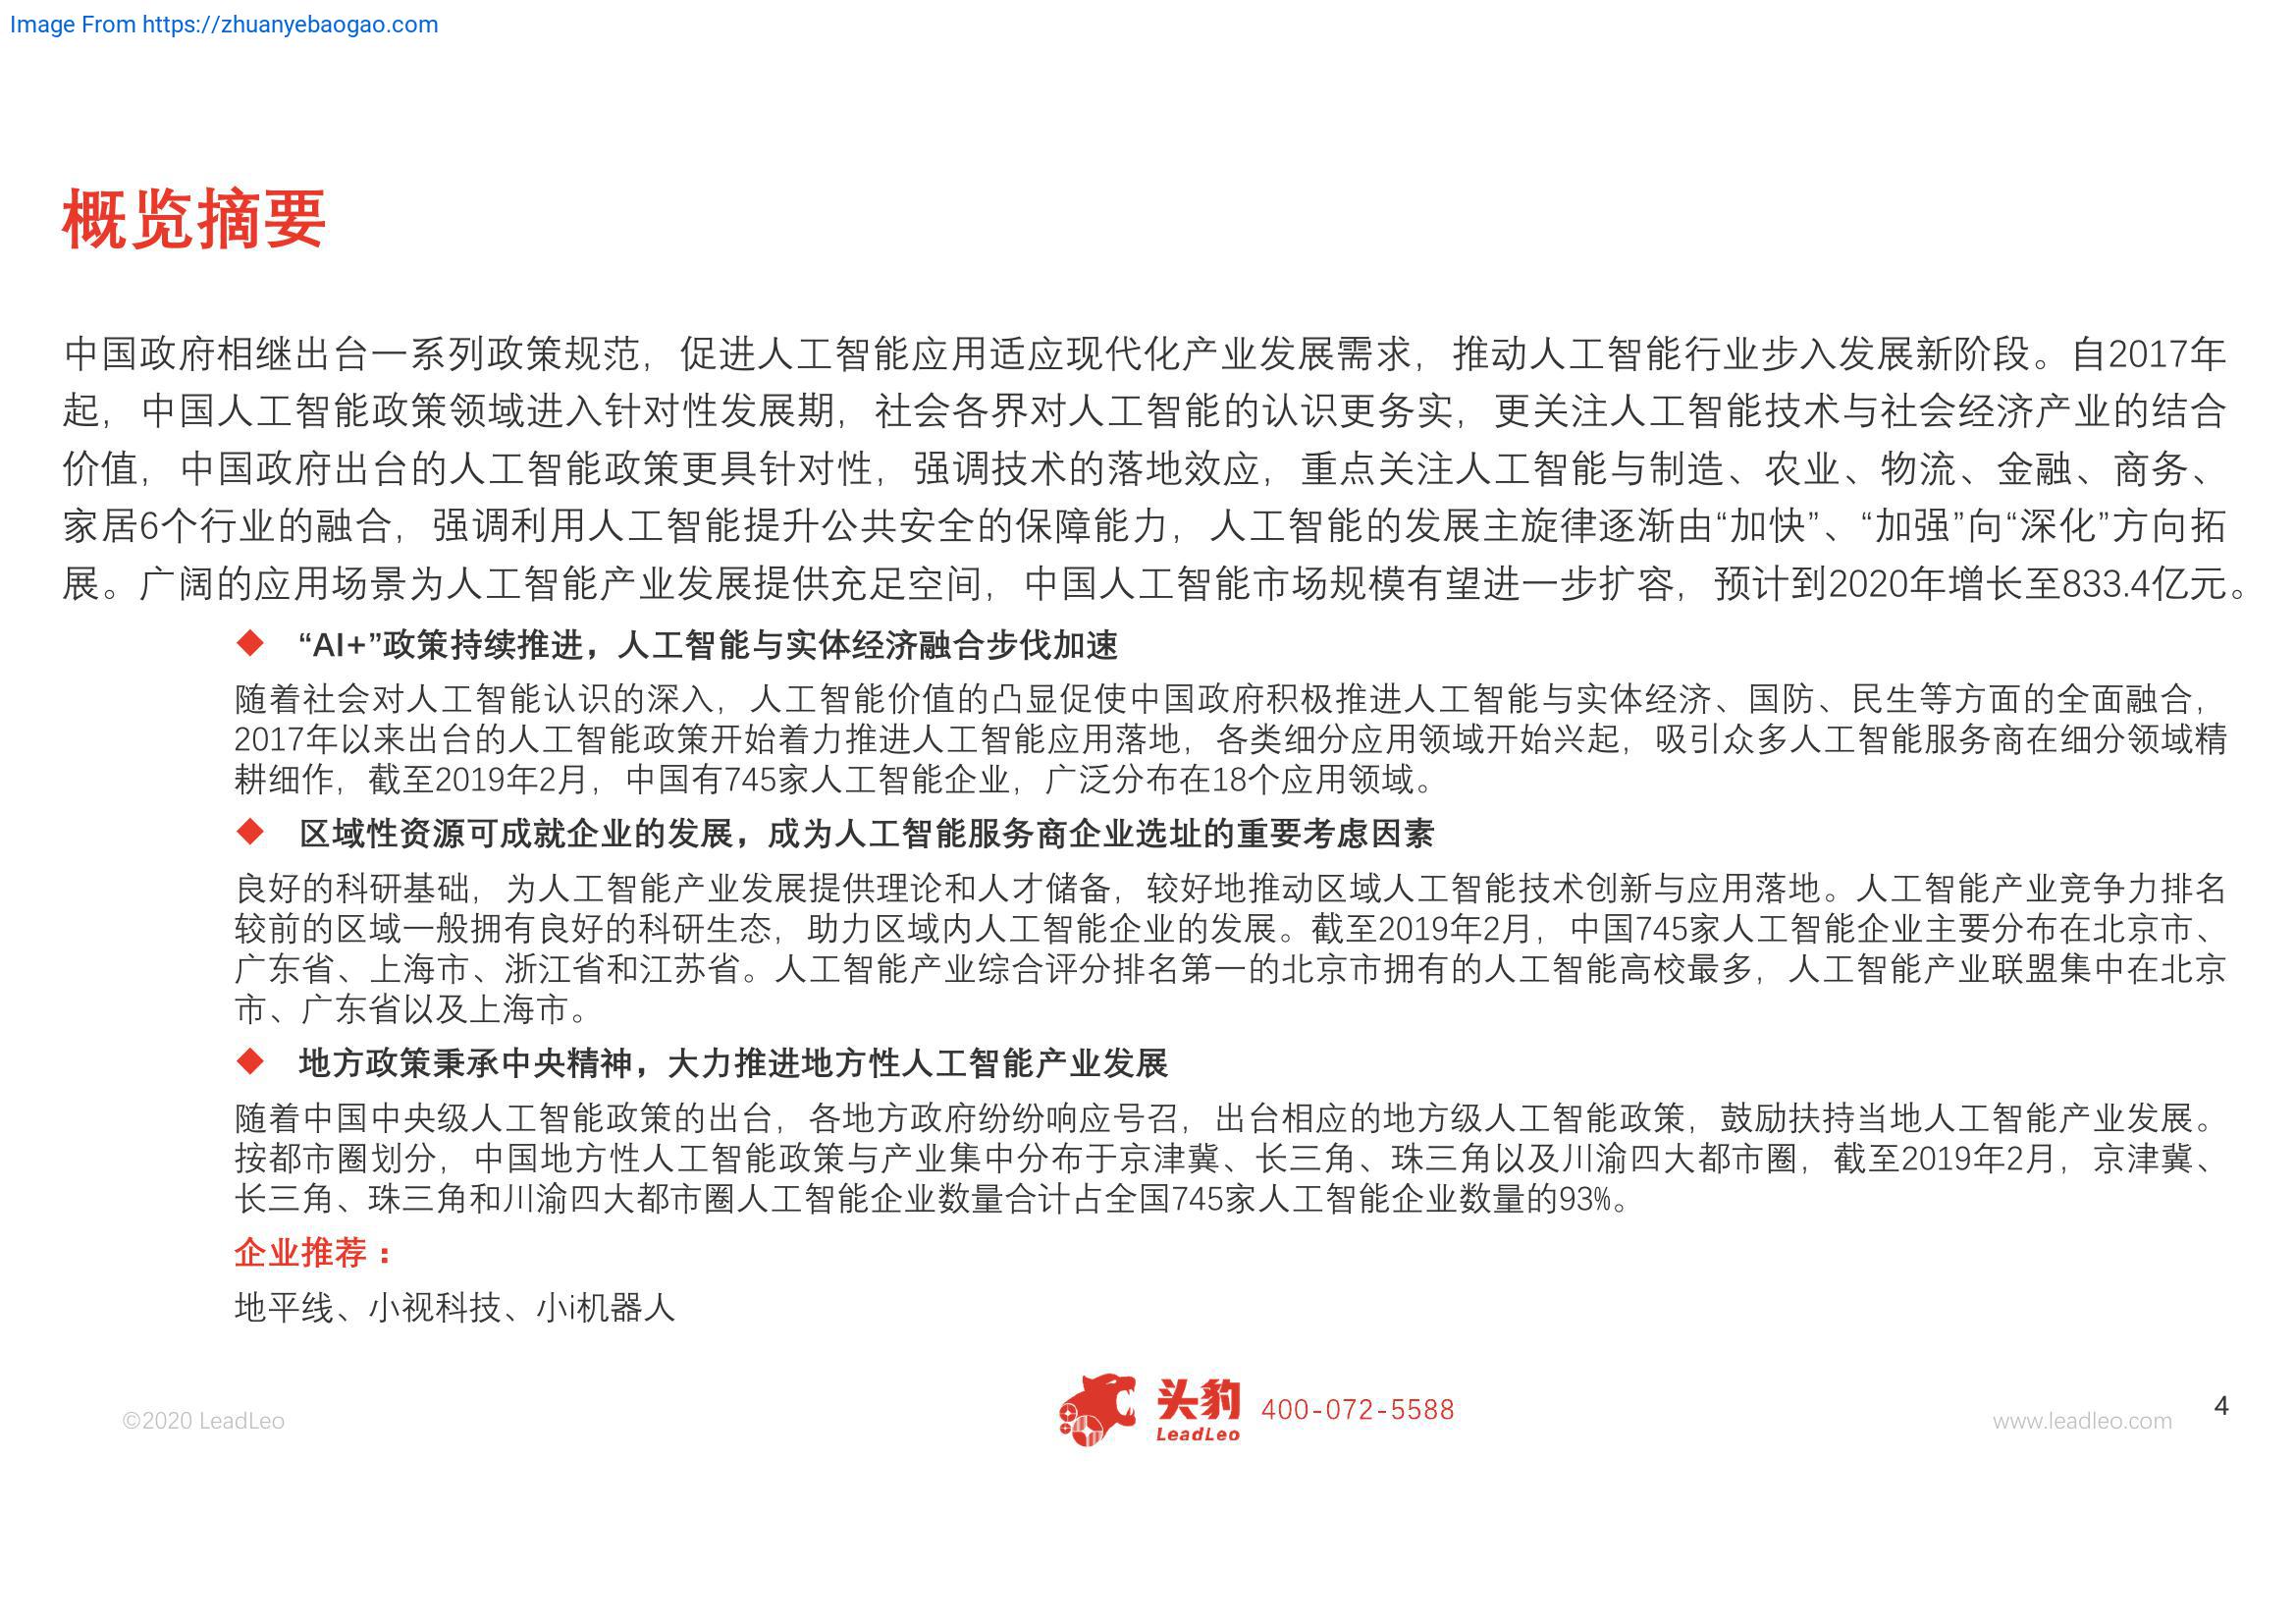 Image From https://zhuanyebaogao.com
概览摘要
中国政府相继出台一系列政策规范，促进人工智能应用适应现代化产业发展需求，推动人工智能行业步入发展新阶段。自2017年
起，中国人工智能政策领域进入针对性发展期，社会各界对人工智能的认识更务实，更关注人工智能技术与社会经济产业的结合
价值，中国政府出台的人工智能政策更具针对性，强调技术的落地效应，重点关注人工智能与制造、农业、物流、金融、商务、
家居6个行业的融合，强调利用人工智能提升公共安全的保障能力，人工智能的发展主旋律逐渐由“加快”、“加强”向“深化”方向拓
展。广阔的应用场景为人工智能产业发展提供充足空间，中国人工智能市场规模有望进一步扩容，预计到2020年增长至833.4亿元。
◆ “AI+”政策持续推进，人工智能与实体经济融合步伐加速
随着社会对人工智能认识的深入，人工智能价值的凸显促使中国政府积极推进人工智能与实体经济、国防、民生等方面的全面融合，
2017年以来出台的人工智能政策开始着力推进人工智能应用落地，各类细分应用领域开始兴起，吸引众多人工智能服务商在细分领域精
耕细作，截至2019年2月，中国有745家人工智能企业，广泛分布在18个应用领域。
◆ 区域性资源可成就企业的发展，成为人工智能服务商企业选址的重要考虑因素
良好的科研基础，为人工智能产业发展提供理论和人才储备，较好地推动区域人工智能技术创新与应用落地。人工智能产业竞争力排名
较前的区域一般拥有良好的科研生态，助力区域内人工智能企业的发展。截至2019年2月，中国745家人工智能企业主要分布在北京市、
广东省、上海市、浙江省和江苏省。人工智能产业综合评分排名第一的北京市拥有的人工智能高校最多，人工智能产业联盟集中在北京
市、广东省以及上海市。
◆ 地方政策秉承中央精神，大力推进地方性人工智能产业发展
随着中国中央级人工智能政策的出台，各地方政府纷纷响应号召，出台相应的地方级人工智能政策，鼓励扶持当地人工智能产业发展。
按都市圈划分，中国地方性人工智能政策与产业集中分布于京津冀、长三角、珠三角以及川渝四大都市圈，截至2019年2月，京津冀、
长三角、珠三角和川渝四大都市圈人工智能企业数量合计占全国745家人工智能企业数量的93%。
企业推荐：
地平线、小视科技、小i机器人
©2020 LeadLeo
头豹
LeadLeo
400-072-5588
www.leadleo.com
4